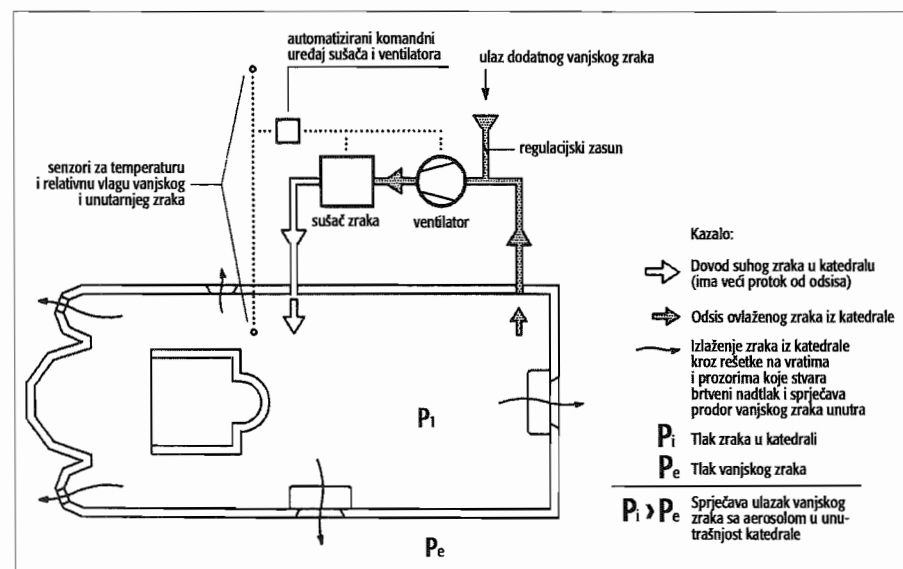 automatizirani komandni
uređaj sušača i ventilatora
ulaz dodatnog vanjskog zraka
regulacijski zasun
senzori za temperaturu
i relativnu vlagu vanjskog
i unutarnjeg zraka
sušač zraka
ventilator
Kazalo:
Dovod suhog zraka u katedralu
(ima veći protok od odsisa)
Odsis ovlaženog zraka iz katedrale
Izlaženje zraka iz katedrale
kroz rešetke na vratima
i prozorima koje stvara
brtveni nadtlak i sprječava
prodor vanjskog zraka unutra
Pi Tlak zraka u katedrali
Pe Tlak vanjskog zraka
Pi > Pe Sprječava ulazak vanjskog
zraka sa aerosolom u unu-
trašnjost katedrale
P1
Pe